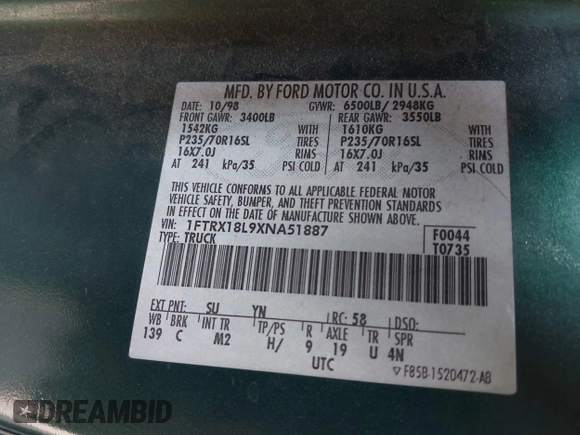 MFD. BY FORD MOTOR CO. IN U.S.A.
DATE: 10/98 GVWR: 6500LB/ 2948KG
FRONT GAWR: 3400LB REAR GAWR: 3550LB
1542KG WITH 1610KG WITH
P235/70R16SL TIRES P235/70R16SL TIRES
16X7.0J RIMS 16X7.0J RIMS
AT 241 kPa/35 PSI COLD AT 241 kPa/35 PSI COLD
THIS VEHICLE CONFORMS TO ALL APPLICABLE FEDERAL MOTOR
VEHICLE SAFETY, BUMPER, AND THEFT PREVENTION STANDARDS
IN EFFECT ON THE DATE OF MANUFACTURE SHOWN ABOVE.
VIN: 1FTRX18L9XNA51887 F0044
TYPE: TRUCK T0735
EXT PNT: SU YN RC: 58 DSO:
WB BRK INT TR TP/PS R AXLE TR SPR
139 C M2 H/ 9 19 U 4N
UTC
▽ F85B-1520472-AB
DREAMBID